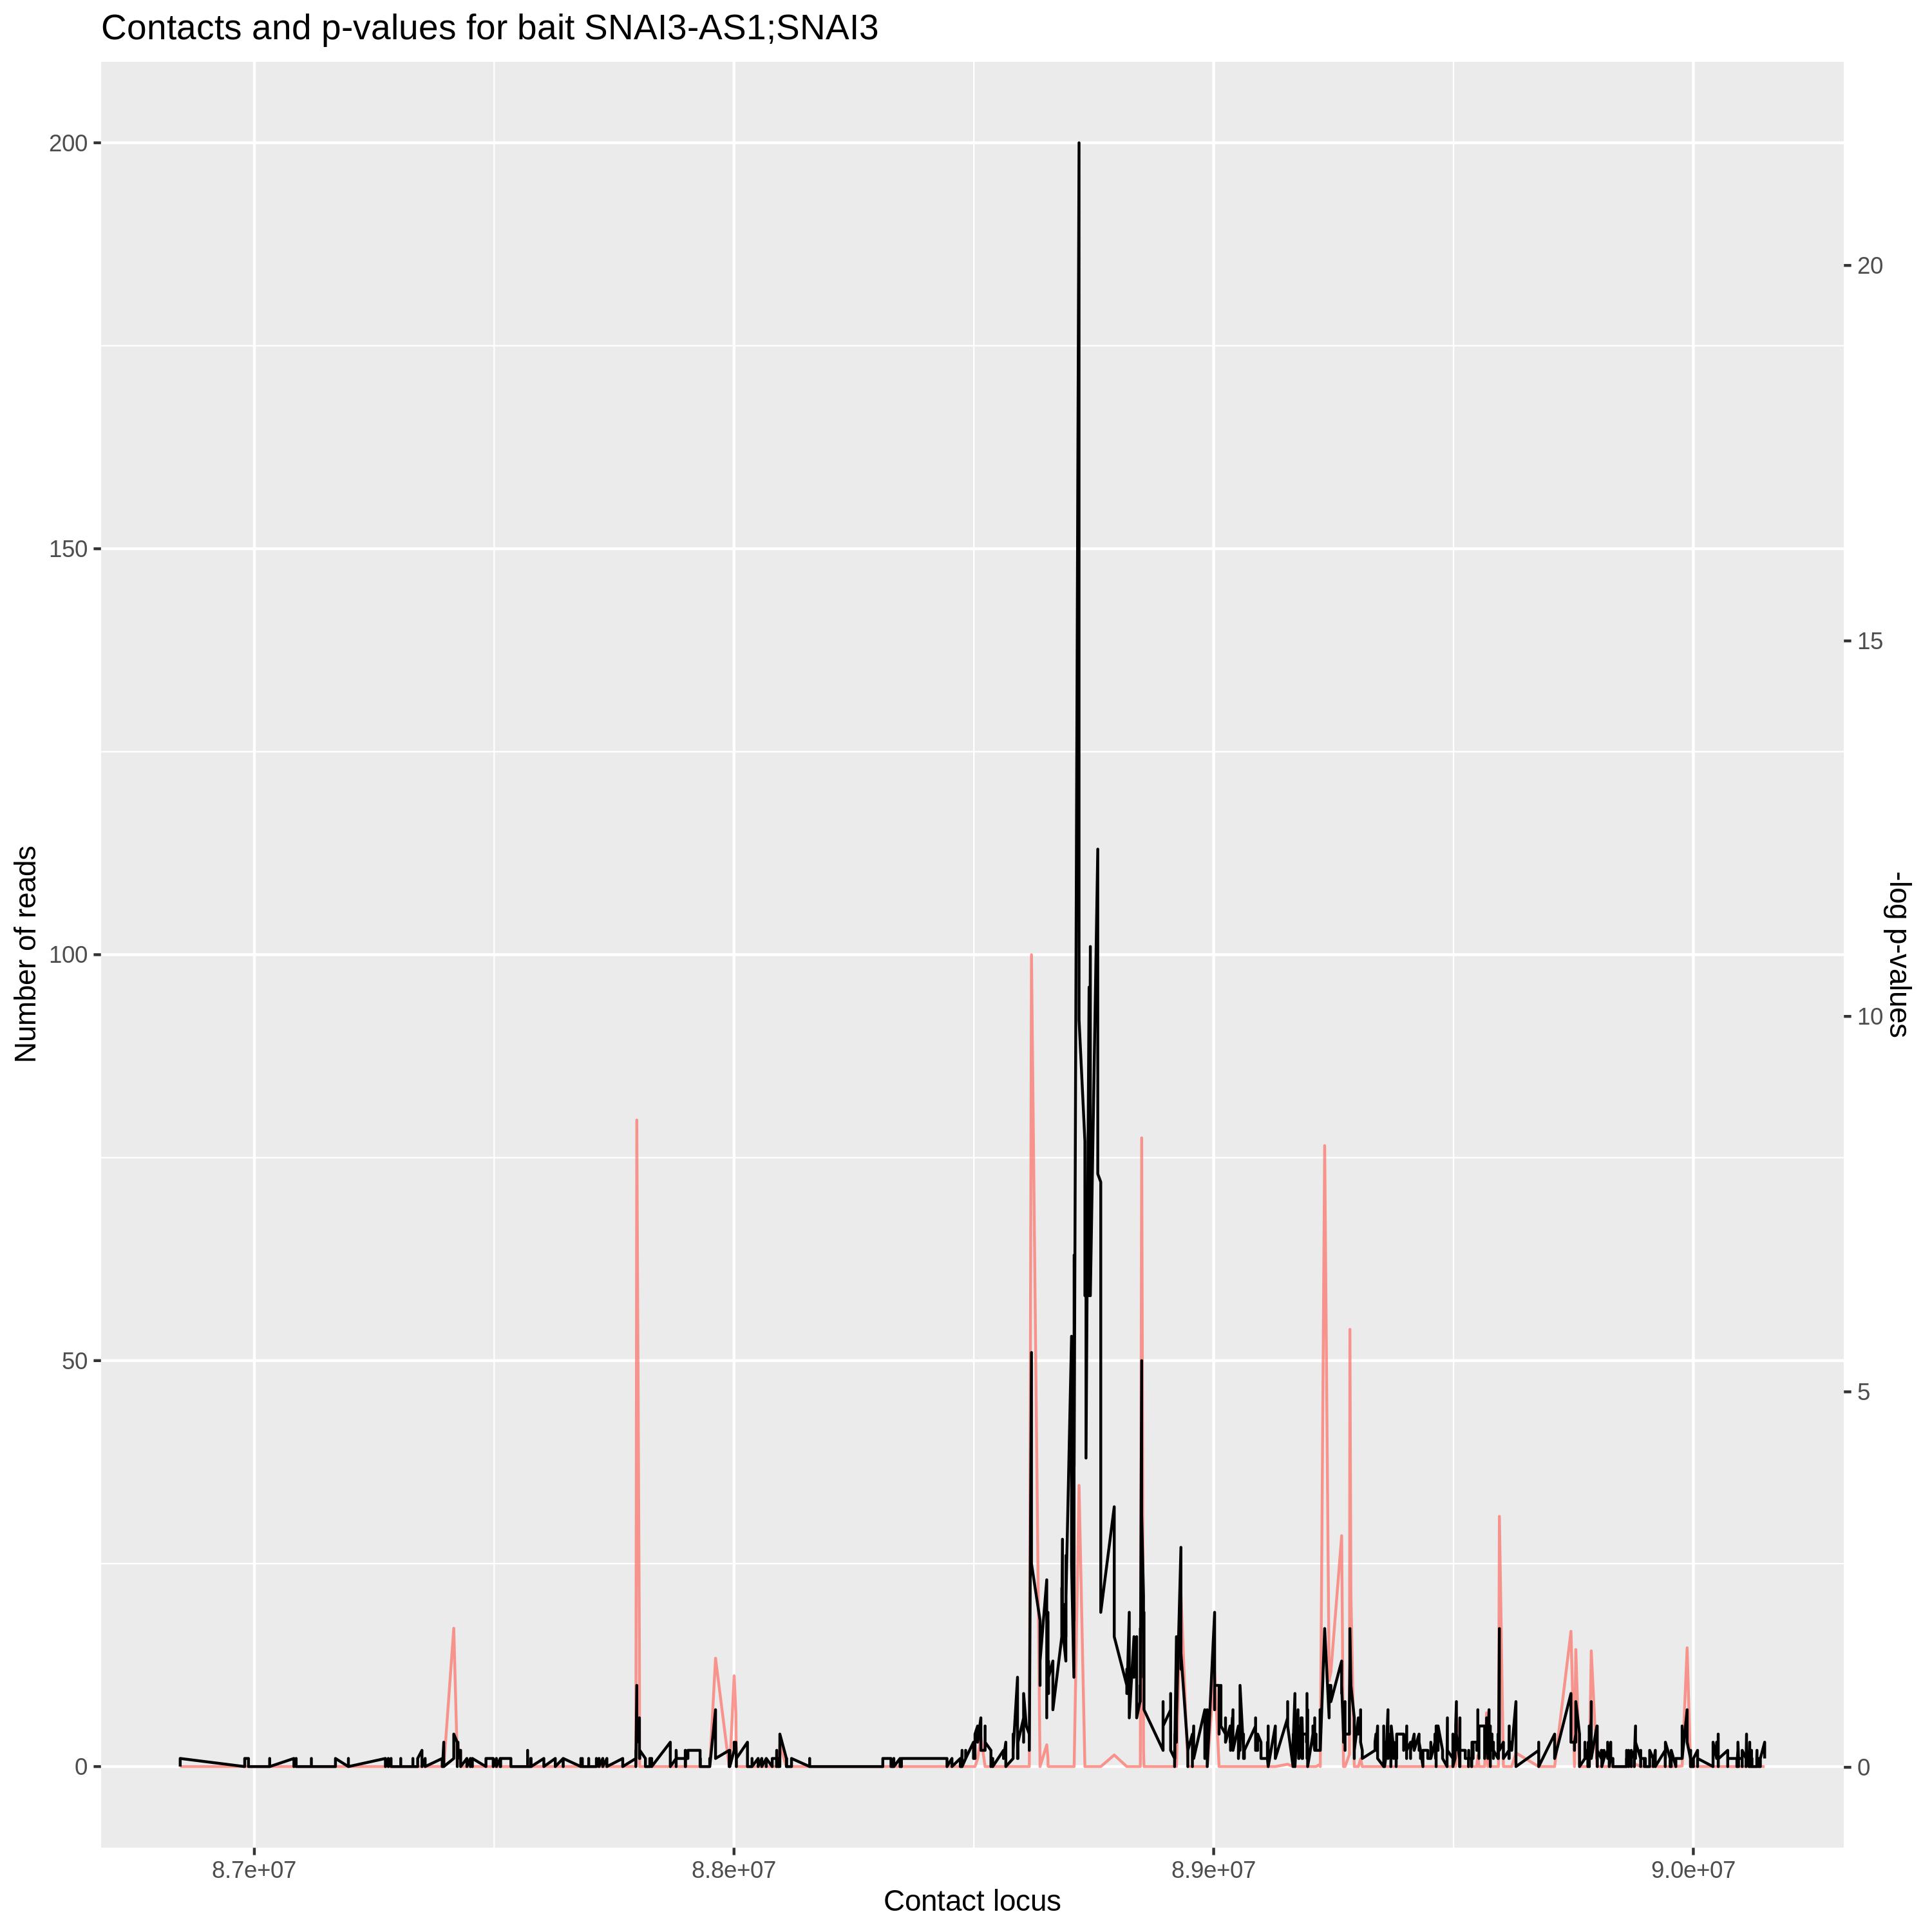 Contacts and p-values for bait SNAI3-AS1;SNAI3
200
150
100
50
0
Number of reads
20
15
10
5
0
-log p-values
8.7e+07 8.8e+07 8.9e+07 9.0e+07
Contact locus